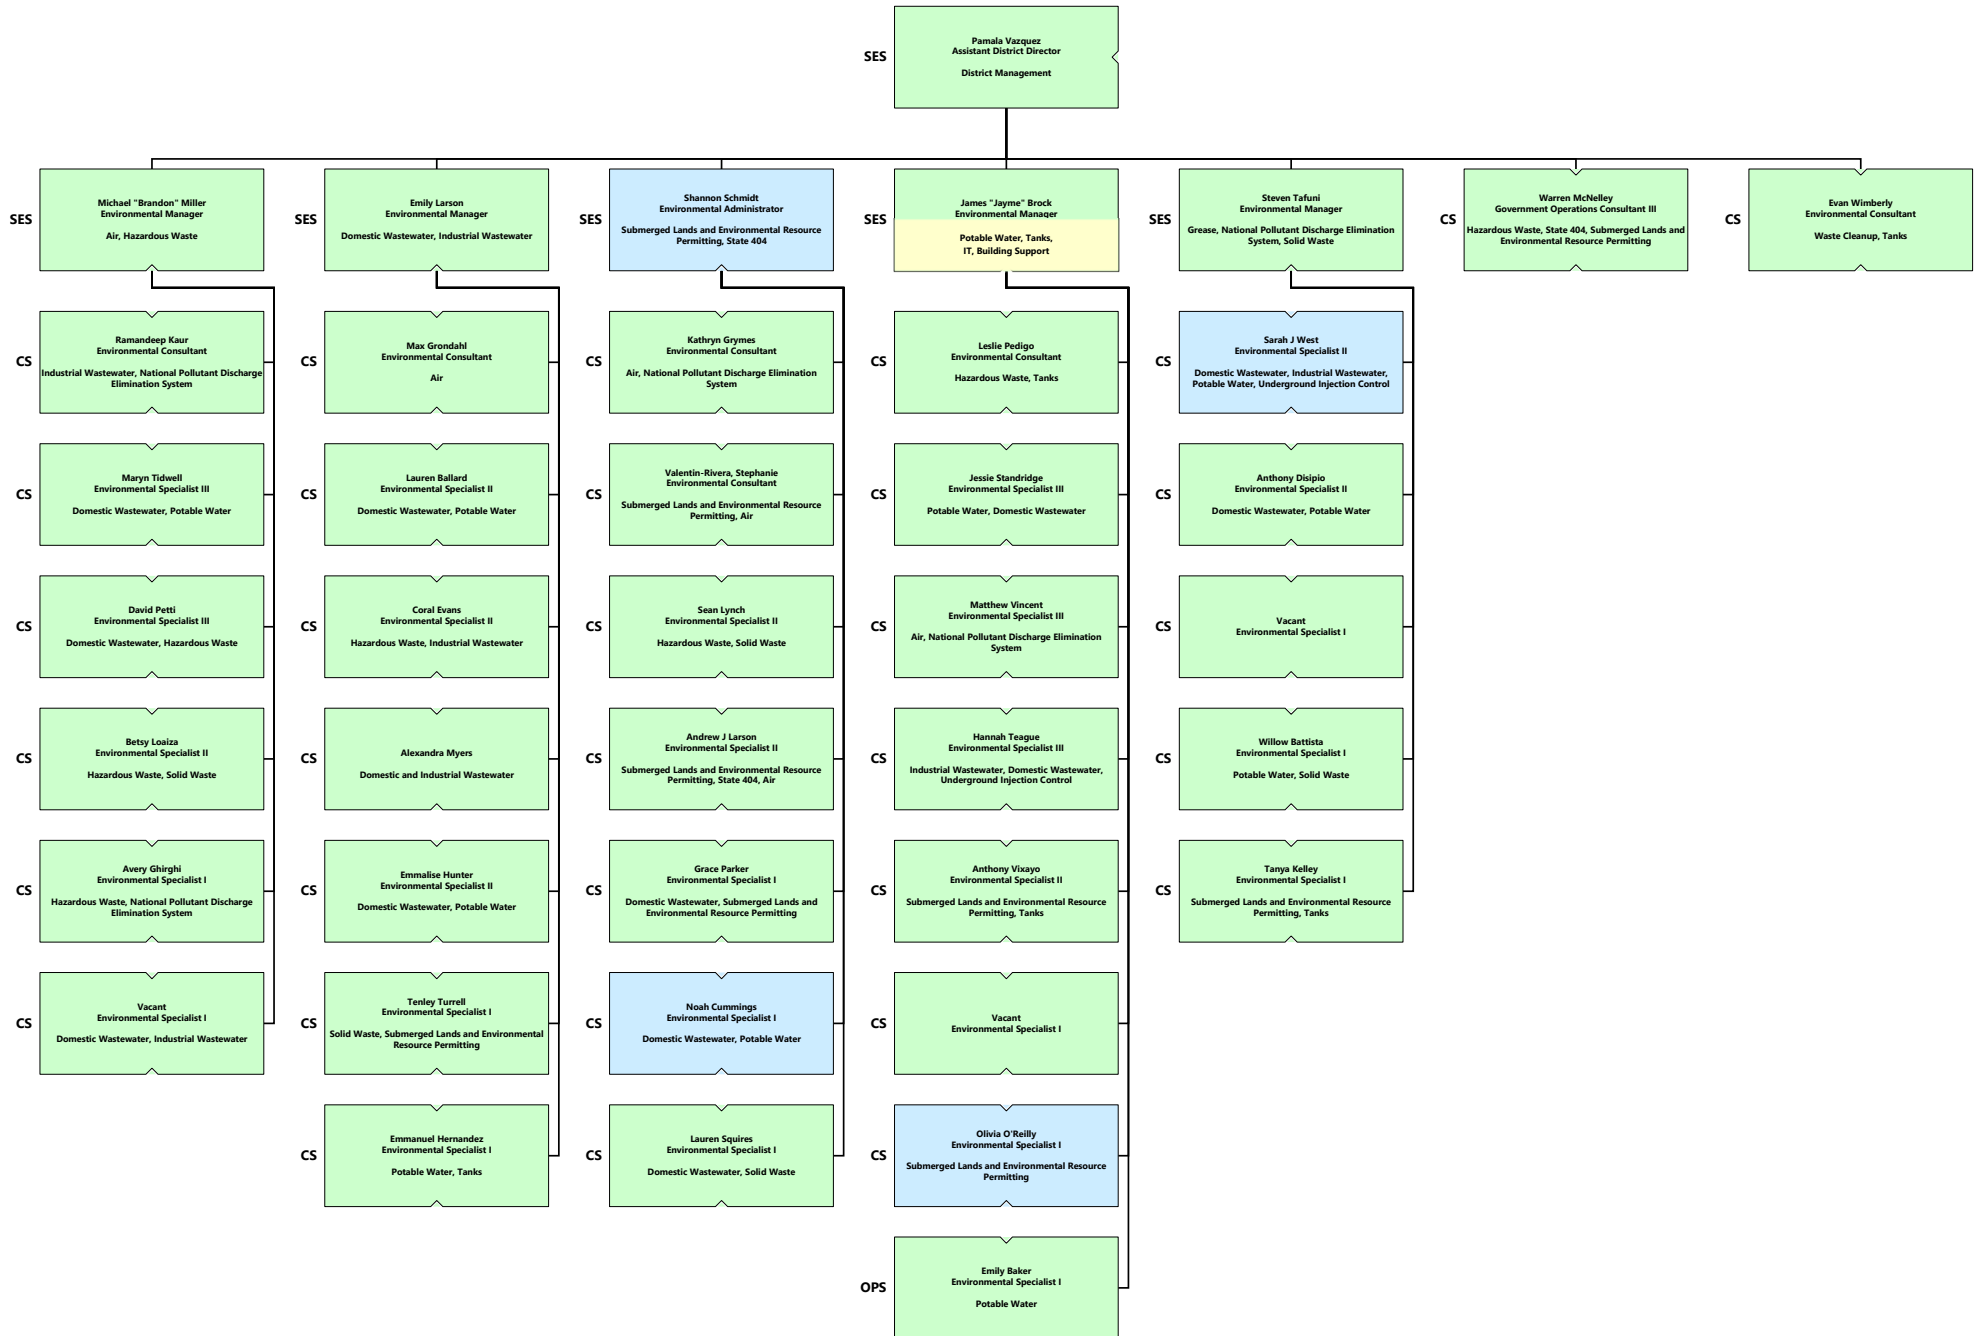 SES
Pamala Vazquez
Assistant District Director
District Management
SES
Michael "Brandon" Miller
Environmental Manager
Air, Hazardous Waste
SES
Emily Larson
Environmental Manager
Domestic Wastewater, Industrial Wastewater
SES
Shannon Schmidt
Environmental Administrator
Submerged Lands and Environmental Resource
Permitting, State 404
SES
James "Jayme" Brock
Environmental Manager
Potable Water, Tanks,
IT, Building Support
SES
Steven Tafuni
Environmental Manager
Grease, National Pollutant Discharge Elimination
System, Solid Waste
CS
Warren McNelley
Government Operations Consultant III
Hazardous Waste, State 404, Submerged Lands and
Environmental Resource Permitting
CS
Evan Wimberly
Environmental Consultant
Waste Cleanup, Tanks
CS
Ramandeep Kaur
Environmental Consultant
Industrial Wastewater, National Pollutant Discharge
Elimination System
CS
Max Grondahl
Environmental Consultant
Air
CS
Kathryn Grymes
Environmental Consultant
Air, National Pollutant Discharge Elimination
System
CS
Leslie Pedigo
Environmental Consultant
Hazardous Waste, Tanks
CS
Sarah J West
Environmental Specialist II
Domestic Wastewater, Industrial Wastewater,
Potable Water, Underground Injection Control
CS
Maryn Tidwell
Environmental Specialist III
Domestic Wastewater, Potable Water
CS
Lauren Ballard
Environmental Specialist II
Domestic Wastewater, Potable Water
CS
Valentin-Rivera, Stephanie
Environmental Consultant
Submerged Lands and Environmental Resource
Permitting, Air
CS
Jessie Standridge
Environmental Specialist III
Potable Water, Domestic Wastewater
CS
Anthony Disipio
Environmental Specialist II
Domestic Wastewater, Potable Water
CS
David Petti
Environmental Specialist III
Domestic Wastewater, Hazardous Waste
CS
Coral Evans
Environmental Specialist II
Hazardous Waste, Industrial Wastewater
CS
Sean Lynch
Environmental Specialist II
Hazardous Waste, Solid Waste
CS
Matthew Vincent
Environmental Specialist III
Air, National Pollutant Discharge Elimination
System
CS
Vacant
Environmental Specialist I
CS
Betsy Loaiza
Environmental Specialist II
Hazardous Waste, Solid Waste
CS
Alexandra Myers
Domestic and Industrial Wastewater
CS
Andrew J Larson
Environmental Specialist II
Submerged Lands and Environmental Resource
Permitting, State 404, Air
CS
Hannah Teague
Environmental Specialist III
Industrial Wastewater, Domestic Wastewater,
Underground Injection Control
CS
Willow Battista
Environmental Specialist I
Potable Water, Solid Waste
CS
Avery Ghirghi
Environmental Specialist I
Hazardous Waste, National Pollutant Discharge
Elimination System
CS
Emmalise Hunter
Environmental Specialist II
Domestic Wastewater, Potable Water
CS
Grace Parker
Environmental Specialist I
Domestic Wastewater, Submerged Lands and
Environmental Resource Permitting
CS
Anthony Vixayo
Environmental Specialist II
Submerged Lands and Environmental Resource
Permitting, Tanks
CS
Tanya Kelley
Environmental Specialist I
Submerged Lands and Environmental Resource
Permitting, Tanks
CS
Vacant
Environmental Specialist I
Domestic Wastewater, Industrial Wastewater
CS
Tenley Turrell
Environmental Specialist I
Solid Waste, Submerged Lands and Environmental
Resource Permitting
CS
Noah Cummings
Environmental Specialist I
Domestic Wastewater, Potable Water
CS
Vacant
Environmental Specialist I
CS
Emmanuel Hernandez
Environmental Specialist I
Potable Water, Tanks
CS
Lauren Squires
Environmental Specialist I
Domestic Wastewater, Solid Waste
CS
Olivia O'Reilly
Environmental Specialist I
Submerged Lands and Environmental Resource
Permitting
OPS
Emily Baker
Environmental Specialist I
Potable Water